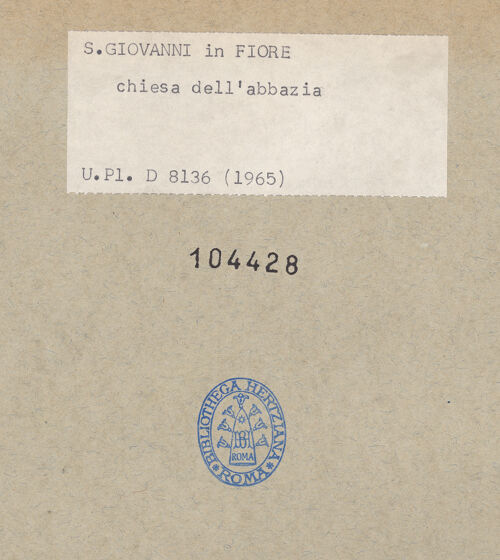 S.GIOVANNI in FIORE
chiesa dell'abbazia
U.Pl. D 8136 (1965)
104428
BIBLIOTHECA HERTZIANA
ROMA
ROMA